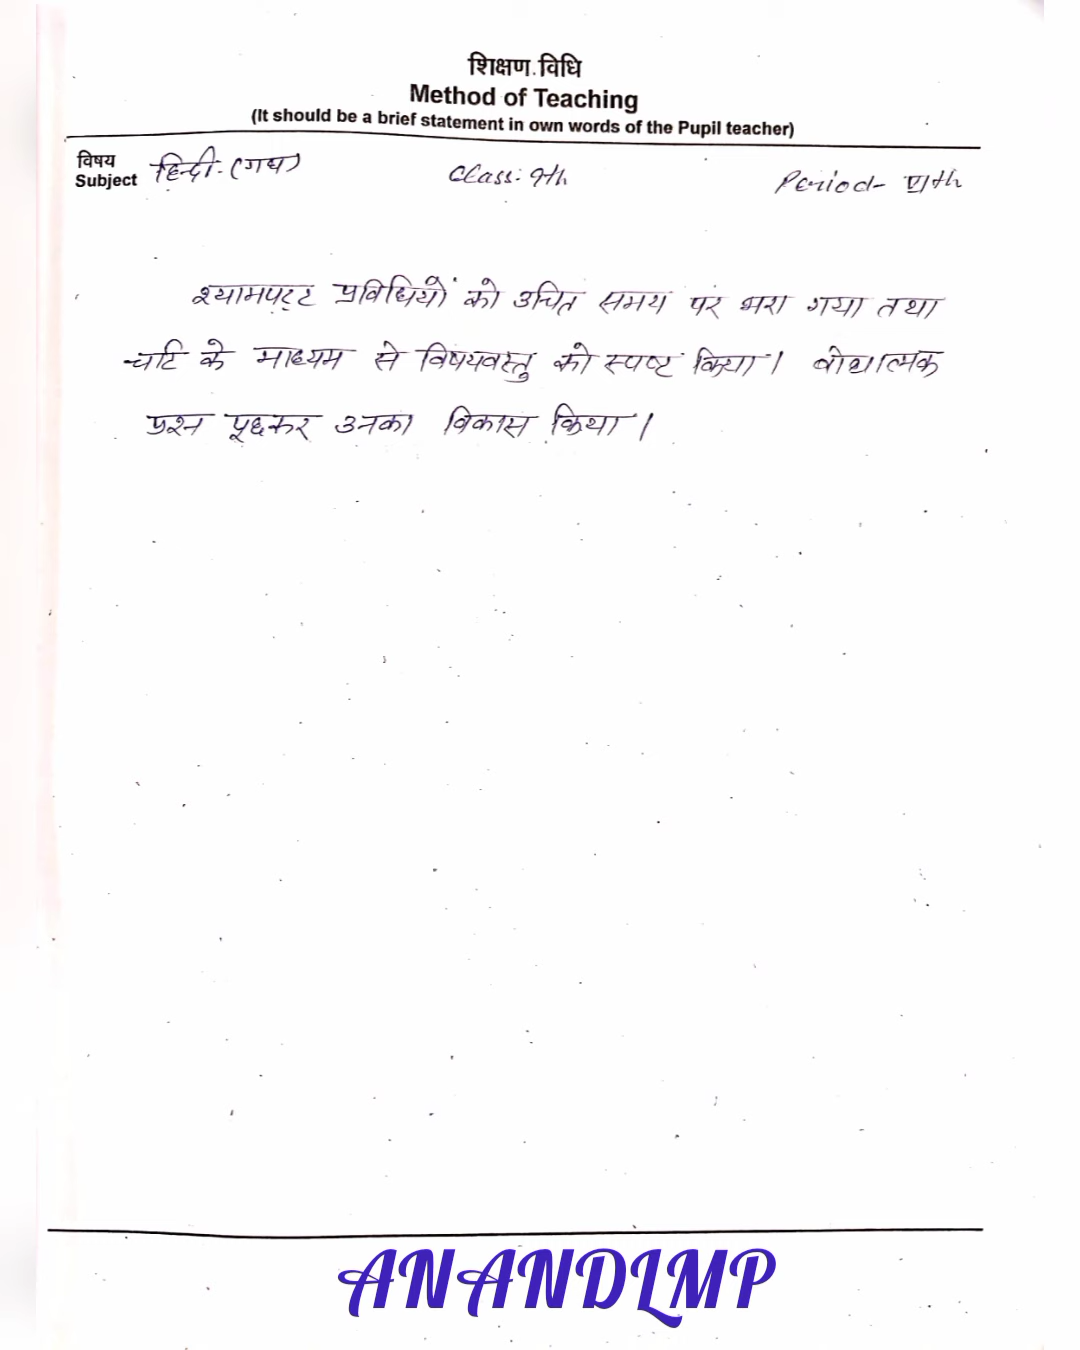 शिक्षण विधि
Method of Teaching
(It should be a brief statement in own words of the Pupil teacher)
विषय
Subject हिन्दी-(गद्य) Class: 9th Period- VIth
श्यामपट्ट प्रविधियों को उचित समय पर भरा गया तथा
चार्ट के माध्यम से विषयवस्तु को स्पष्ट किया। बोधात्मक
प्रश्न पूछकर उनका विकास किया।
ANANDLMP